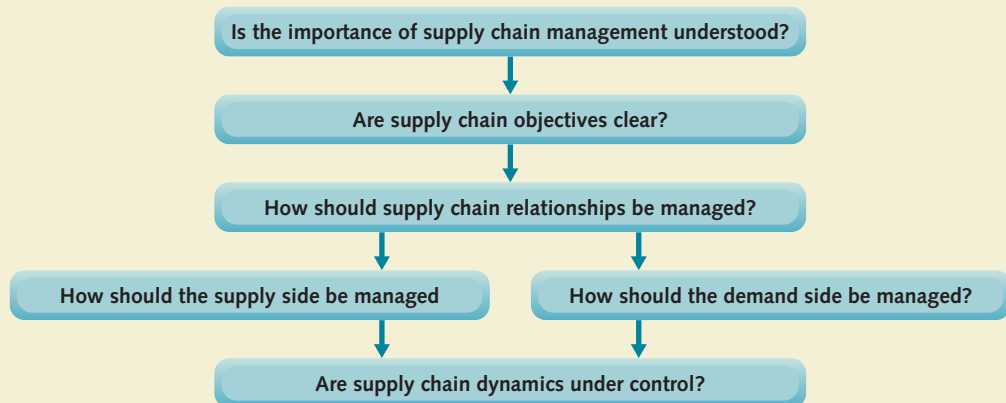 Is the importance of supply chain management understood?
Are supply chain objectives clear?
How should supply chain relationships be managed?
How should the supply side be managed
How should the demand side be managed?
Are supply chain dynamics under control?